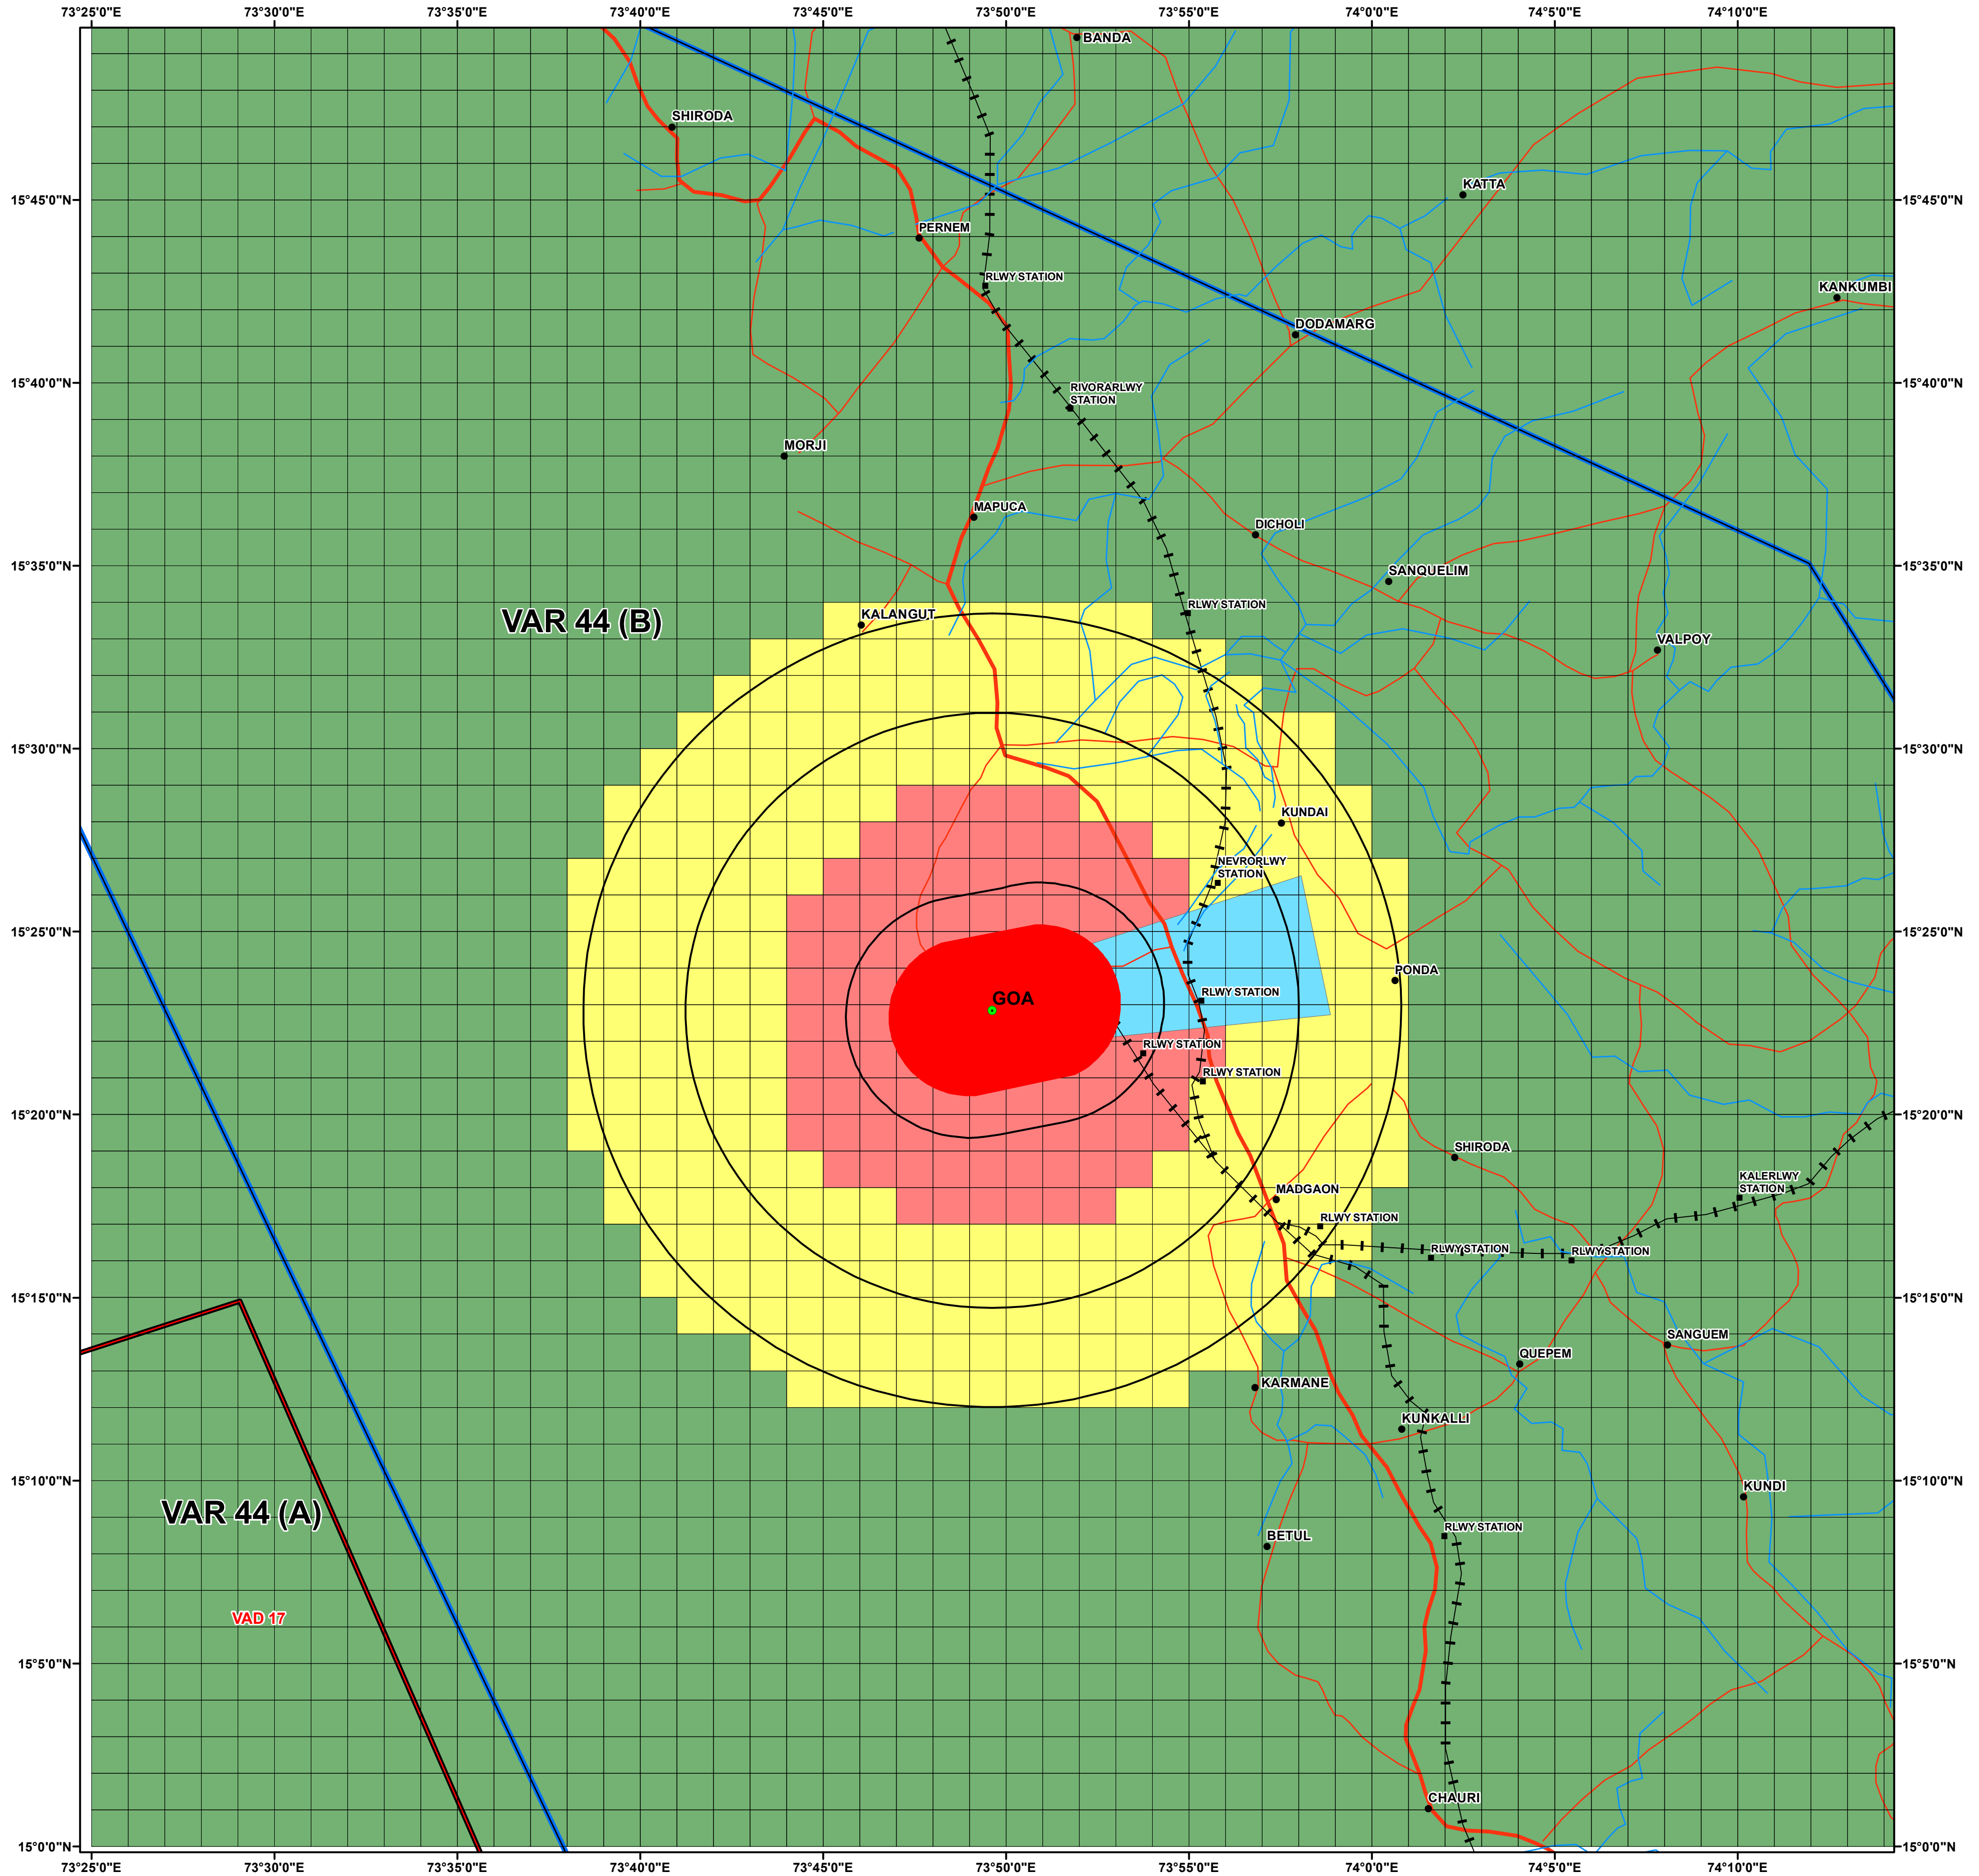 73°25'0"E 73°30'0"E 73°35'0"E 73°40'0"E 73°45'0"E 73°50'0"E 73°55'0"E 74°0'0"E 74°5'0"E 74°10'0"E
BANDA
SHIRODA
KATTA
15°45'0"N 15°45'0"N
PERNEM
RLWY STATION
KANKUMBI
DODAMARG
15°40'0"N 15°40'0"N
RIVORARLWY
STATION
MORJI
MAPUCA
DICHOLI
15°35'0"N 15°35'0"N
SANQUELIM
RLWY STATION
KALANGUT
VAR 44 (B)
VALPOY
15°30'0"N 15°30'0"N
KUNDAI
NEVRORLWY
STATION
15°25'0"N 15°25'0"N
PONDA
RLWY STATION
GOA
RLWY STATION
RLWY STATION
15°20'0"N 15°20'0"N
SHIRODA
KALERLWY
STATION
MADGAON
RLWY STATION
RLWY STATION
RLWY STATION
15°15'0"N 15°15'0"N
SANGUEM
QUEPEM
KARMANE
KUNKALLI
15°10'0"N 15°10'0"N
KUNDI
VAR 44 (A)
RLWY STATION
BETUL
VAD 17
15°5'0"N 15°5'0"N
CHAURI
15°0'0"N 15°0'0"N
73°25'0"E 73°30'0"E 73°35'0"E 73°40'0"E 73°45'0"E 73°50'0"E 73°55'0"E 74°0'0"E 74°5'0"E 74°10'0"E